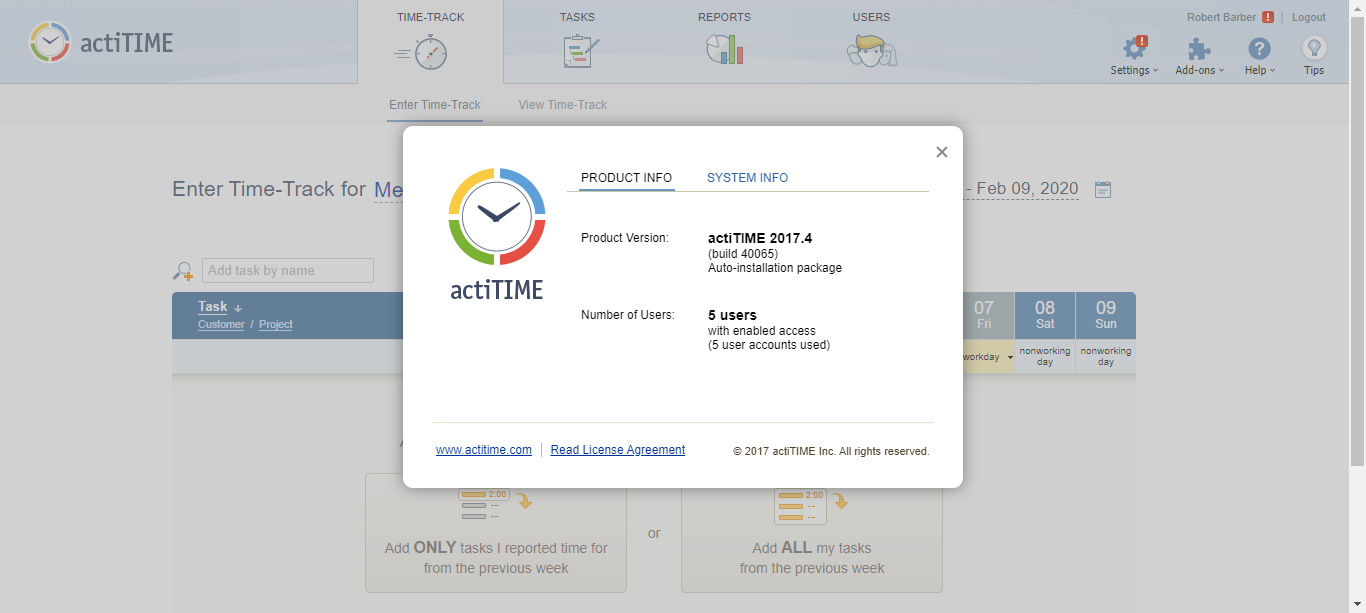 TIME-TRACK
TASKS
REPORTS
USERS
Robert Barber ! | Logout
actiTIME
!
?
Settings
Add-ons
Help
Tips
Enter Time-Track
View Time-Track
Enter Time-Track for Me
- Feb 09, 2020
PRODUCT INFO
SYSTEM INFO
Product Version:
actiTIME 2017.4
(build 40065)
Auto-installation package
actiTIME
Number of Users:
5 users
with enabled access
(5 user accounts used)
www.actitime.com
Read License Agreement
© 2017 actiTIME Inc. All rights reserved.
Add task by name
Task
Customer / Project
07
Fri
08
Sat
09
Sun
workday
nonworking
day
nonworking
day
2:00
--
--
Add ONLY tasks I reported time for
from the previous week
or
2:00
--
--
Add ALL my tasks
from the previous week